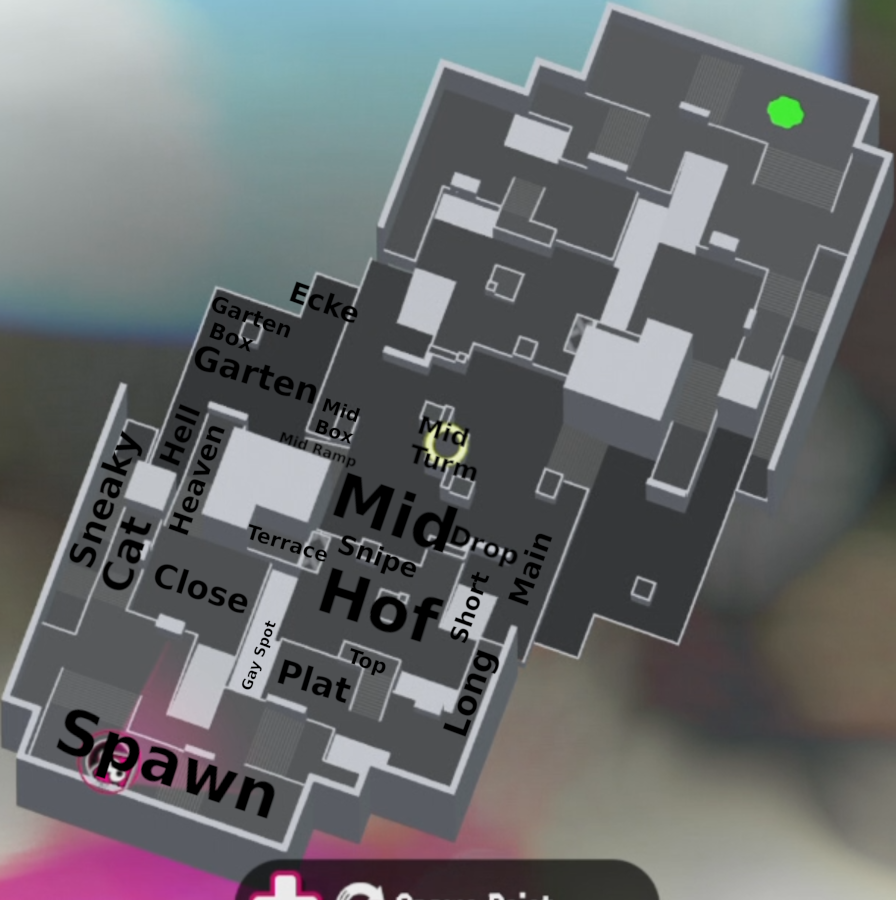 Ecke
Garten
Box
Garten
Mid
Box
Mid Ramp
Mid
Turm
Hell
Heaven
Sneaky
Cat
Mid
Drop
Main
Terrace
Snipe
Close
Hof
Short
Gay Spot
Top
Plat
Long
Spawn